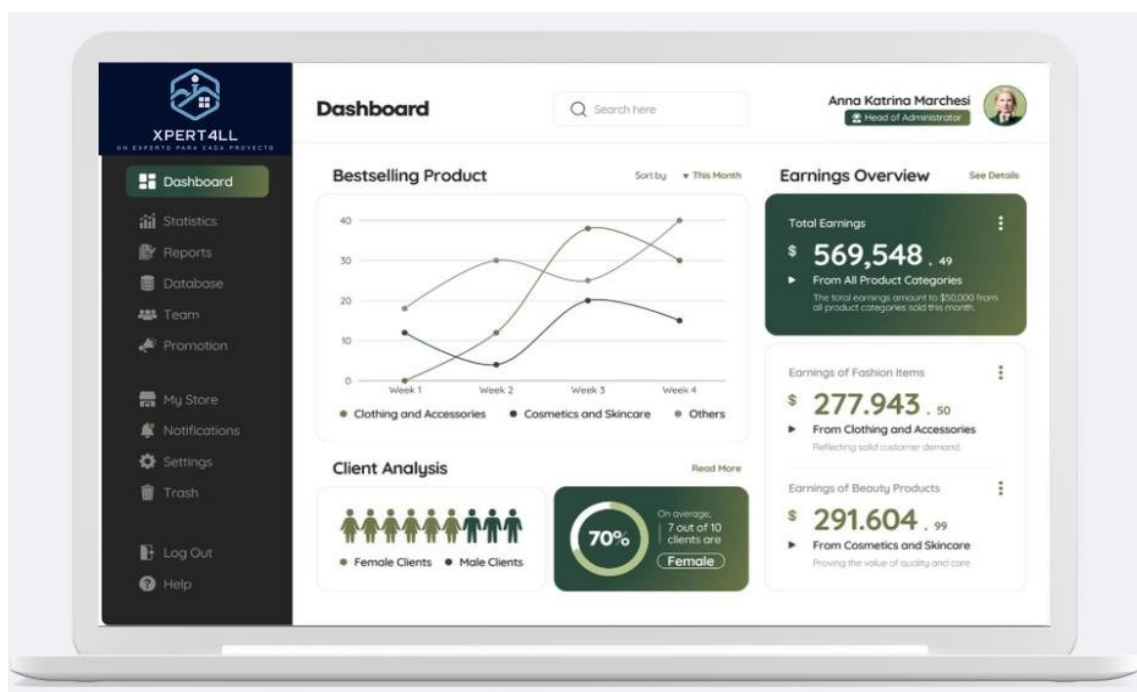 XPERT4LL
UN EXPERTO PARA CADA PROYECTO
Dashboard
Statistics
Reports
Database
Team
Promotion
My Store
Notifications
Settings
Trash
Log Out
Help
Dashboard
Search here
Anna Katrina Marchesi
Head of Administrator
Bestselling Product
Sort by
This Month
40
30
20
10
0
Week 1
Week 2
Week 3
Week 4
Clothing and Accessories
Cosmetics and Skincare
Others
Client Analysis
Read More
Female Clients
Male Clients
70%
On average,
7 out of 10
clients are
Female
Earnings Overview
See Details
Total Earnings
$ 569,548 . 49
From All Product Categories
The total earnings amount to $50,000 from
all product categories sold this month.
Earnings of Fashion Items
$ 277.943 . 50
From Clothing and Accessories
Reflecting solid customer demand.
Earnings of Beauty Products
$ 291.604 . 99
From Cosmetics and Skincare
Proving the value of quality and care